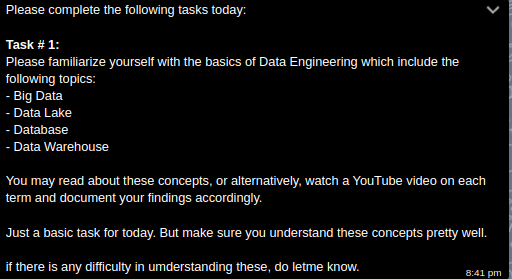 Please complete the following tasks today:
Task # 1:
Please familiarize yourself with the basics of Data Engineering which include the
following topics:
- Big Data
- Data Lake
- Database
- Data Warehouse
You may read about these concepts, or alternatively, watch a YouTube video on each
term and document your findings accordingly.
Just a basic task for today. But make sure you understand these concepts pretty well.
if there is any difficulty in umderstanding these, do letme know.
8:41 pm